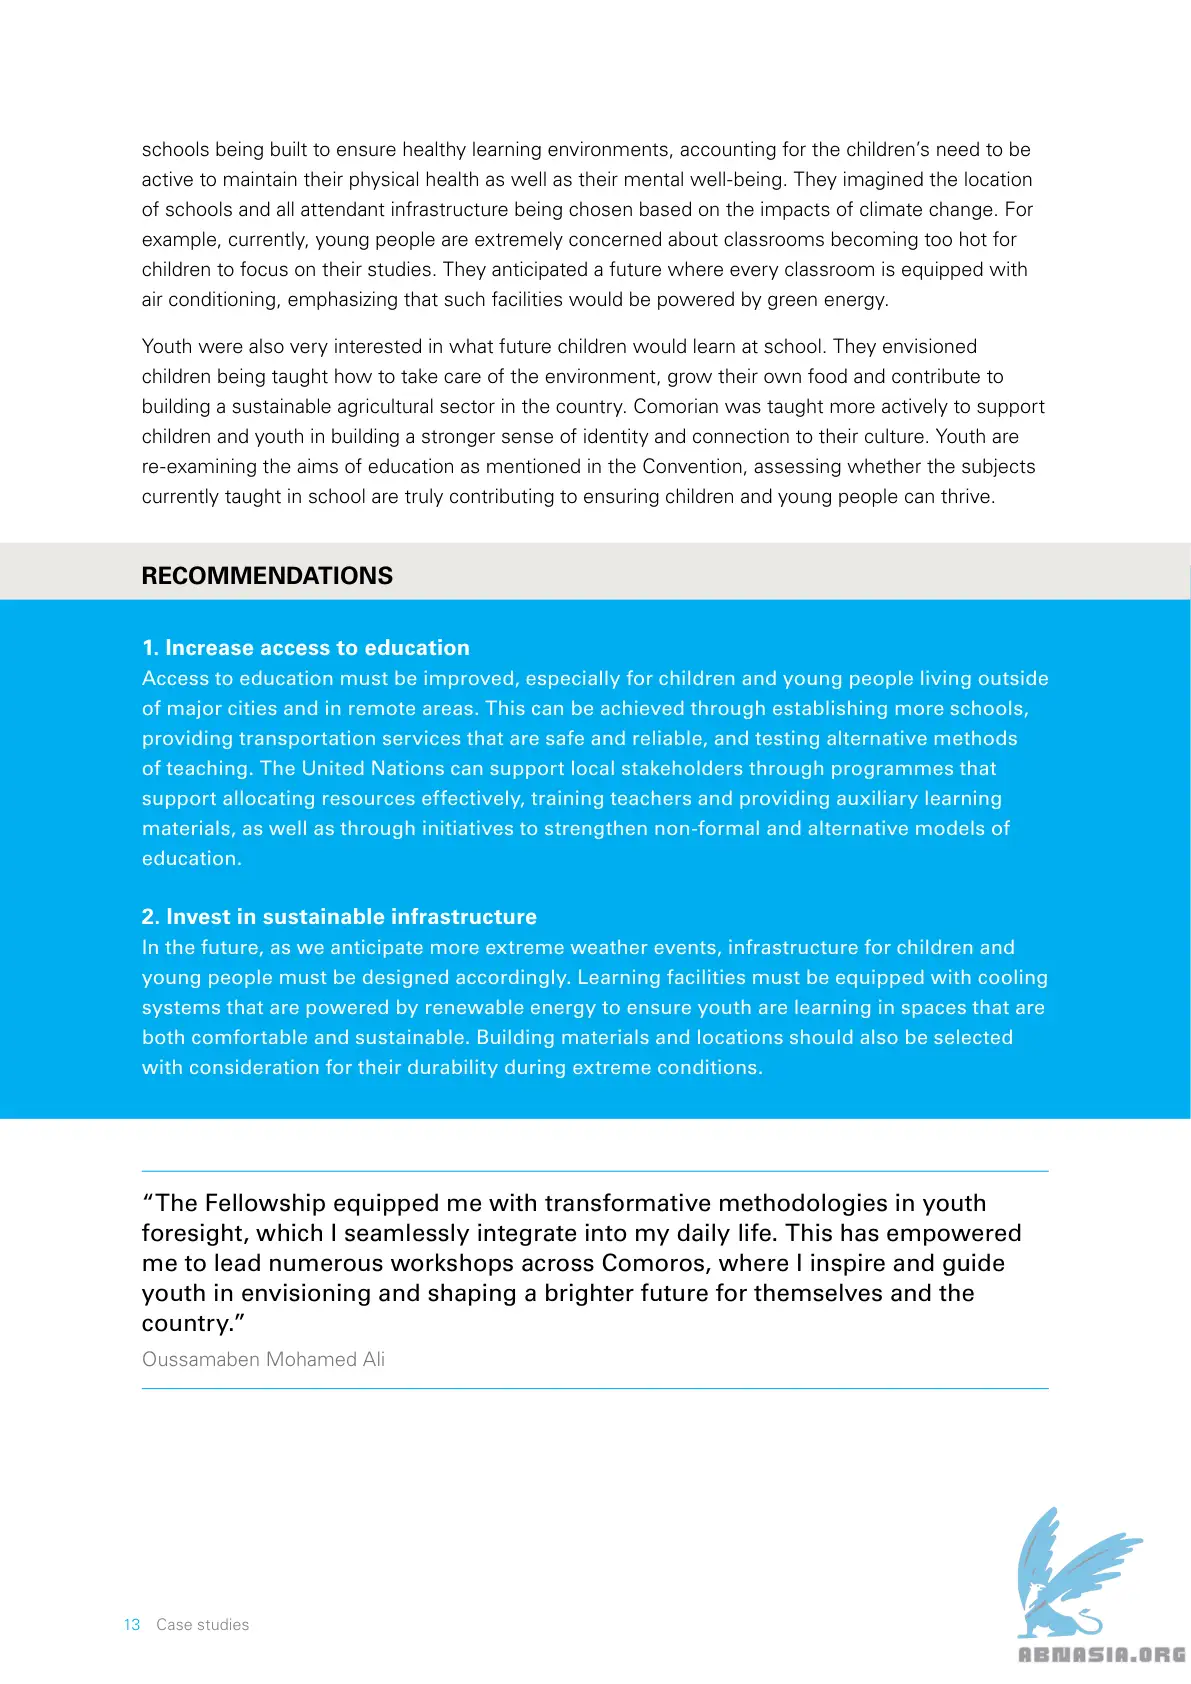 schools being built to ensure healthy learning environments, accounting for the children’s need to be
active to maintain their physical health as well as their mental well-being. They imagined the location
of schools and all attendant infrastructure being chosen based on the impacts of climate change. For
example, currently, young people are extremely concerned about classrooms becoming too hot for
children to focus on their studies. They anticipated a future where every classroom is equipped with
air conditioning, emphasizing that such facilities would be powered by green energy.
Youth were also very interested in what future children would learn at school. They envisioned
children being taught how to take care of the environment, grow their own food and contribute to
building a sustainable agricultural sector in the country. Comorian was taught more actively to support
children and youth in building a stronger sense of identity and connection to their culture. Youth are
re-examining the aims of education as mentioned in the Convention, assessing whether the subjects
currently taught in school are truly contributing to ensuring children and young people can thrive.
RECOMMENDATIONS
1. Increase access to education
Access to education must be improved, especially for children and young people living outside
of major cities and in remote areas. This can be achieved through establishing more schools,
providing transportation services that are safe and reliable, and testing alternative methods
of teaching. The United Nations can support local stakeholders through programmes that
support allocating resources effectively, training teachers and providing auxiliary learning
materials, as well as through initiatives to strengthen non-formal and alternative models of
education.
2. Invest in sustainable infrastructure
In the future, as we anticipate more extreme weather events, infrastructure for children and
young people must be designed accordingly. Learning facilities must be equipped with cooling
systems that are powered by renewable energy to ensure youth are learning in spaces that are
both comfortable and sustainable. Building materials and locations should also be selected
with consideration for their durability during extreme conditions.
“The Fellowship equipped me with transformative methodologies in youth
foresight, which I seamlessly integrate into my daily life. This has empowered
me to lead numerous workshops across Comoros, where I inspire and guide
youth in envisioning and shaping a brighter future for themselves and the
country.”
Oussamaben Mohamed Ali
13 Case studies
ABNASIA.ORG